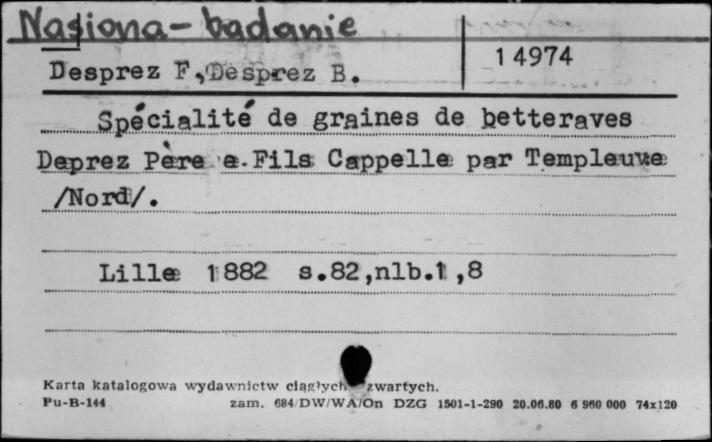 Nasiona - badanie
Desprez F.,Desprez B.
14974
Spécialité de graines de betteraves
Deprez Père e.Fils Cappelle par Templeuve
/Nord/.
Lille 1882 s.82,nlb.1,8
Karta katalogowa wydawnictw ciągłych zwartych.
Pu-B-144 zam. 684/DW/WA/On DZG 1501-1-290 20.06.80 6 960 000 74x120